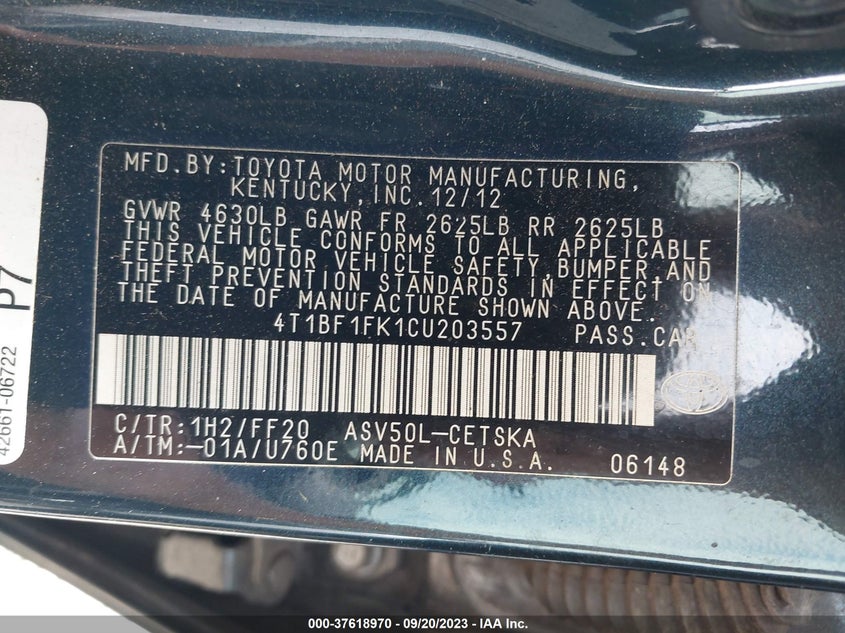 MFD.BY:TOYOTA MOTOR MANUFACTURING,
KENTUCKY,INC.12/12
GVWR 4630LB GAWR FR 2625LB RR 2625LB
THIS VEHICLE CONFORMS TO ALL APPLICABLE
FEDERAL MOTOR VEHICLE SAFETY,BUMPER,AND
THEFT PREVENTION STANDARDS IN EFFECT ON
THE DATE OF MANUFACTURE SHOWN ABOVE.
4T1BF1FK1CU203557 PASS.CAR
C/TR:1H2/FF20 ASV50L-CETSKA
A/TM:-01A/U760E MADE IN U.S.A. 06148
P7
42661-06722
000-37618970 - 09/20/2023 - IAA Inc.